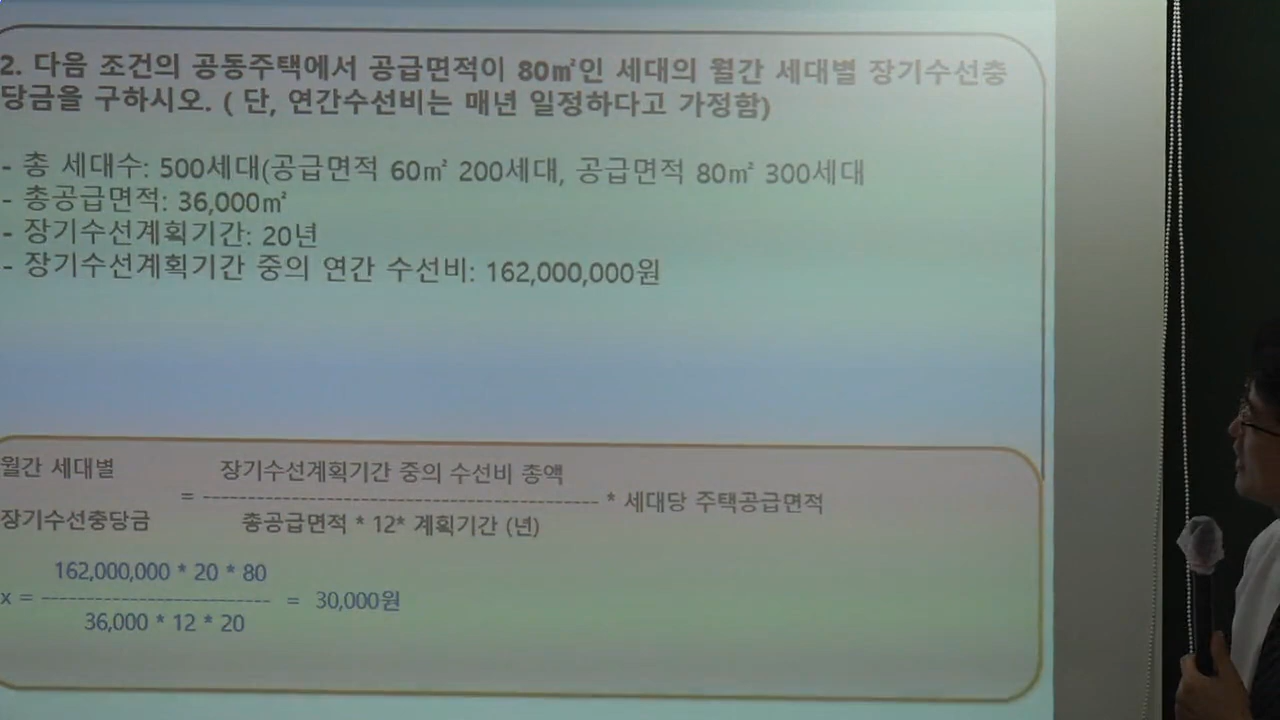 2. 다음 조건의 공동주택에서 공급면적이 80㎡인 세대의 월간 세대별 장기수선충
당금을 구하시오. ( 단, 연간수선비는 매년 일정하다고 가정함)
- 총 세대수: 500세대(공급면적 60㎡ 200세대, 공급면적 80㎡ 300세대
- 총공급면적: 36,000㎡
- 장기수선계획기간: 20년
- 장기수선계획기간 중의 연간 수선비: 162,000,000원
월간 세대별 장기수선계획기간 중의 수선비 총액
= ------------------------------------------- * 세대당 주택공급면적
장기수선충당금 총공급면적 * 12* 계획기간 (년)
162,000,000 * 20 * 80
x = ------------------------- = 30,000원
36,000 * 12 * 20